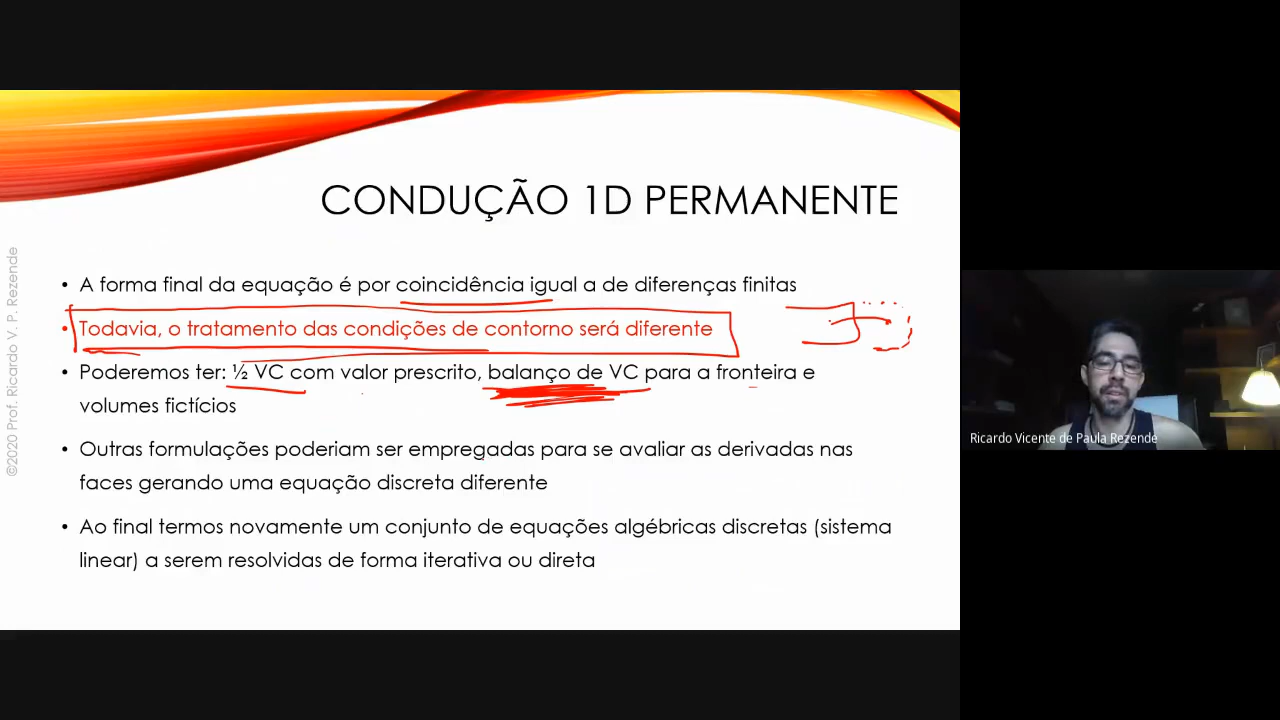 CONDUÇÃO 1D PERMANENTE
• A forma final da equação é por coincidência igual a de diferenças finitas
• Todavia, o tratamento das condições de contorno será diferente
• Poderemos ter: ½ VC com valor prescrito, balanço de VC para a fronteira e
volumes fictícios
• Outras formulações poderiam ser empregadas para se avaliar as derivadas nas
faces gerando uma equação discreta diferente
• Ao final termos novamente um conjunto de equações algébricas discretas (sistema
linear) a serem resolvidas de forma iterativa ou direta
©2020 Prof. Ricardo V. P. Rezende
Ricardo Vicente de Paula Rezende